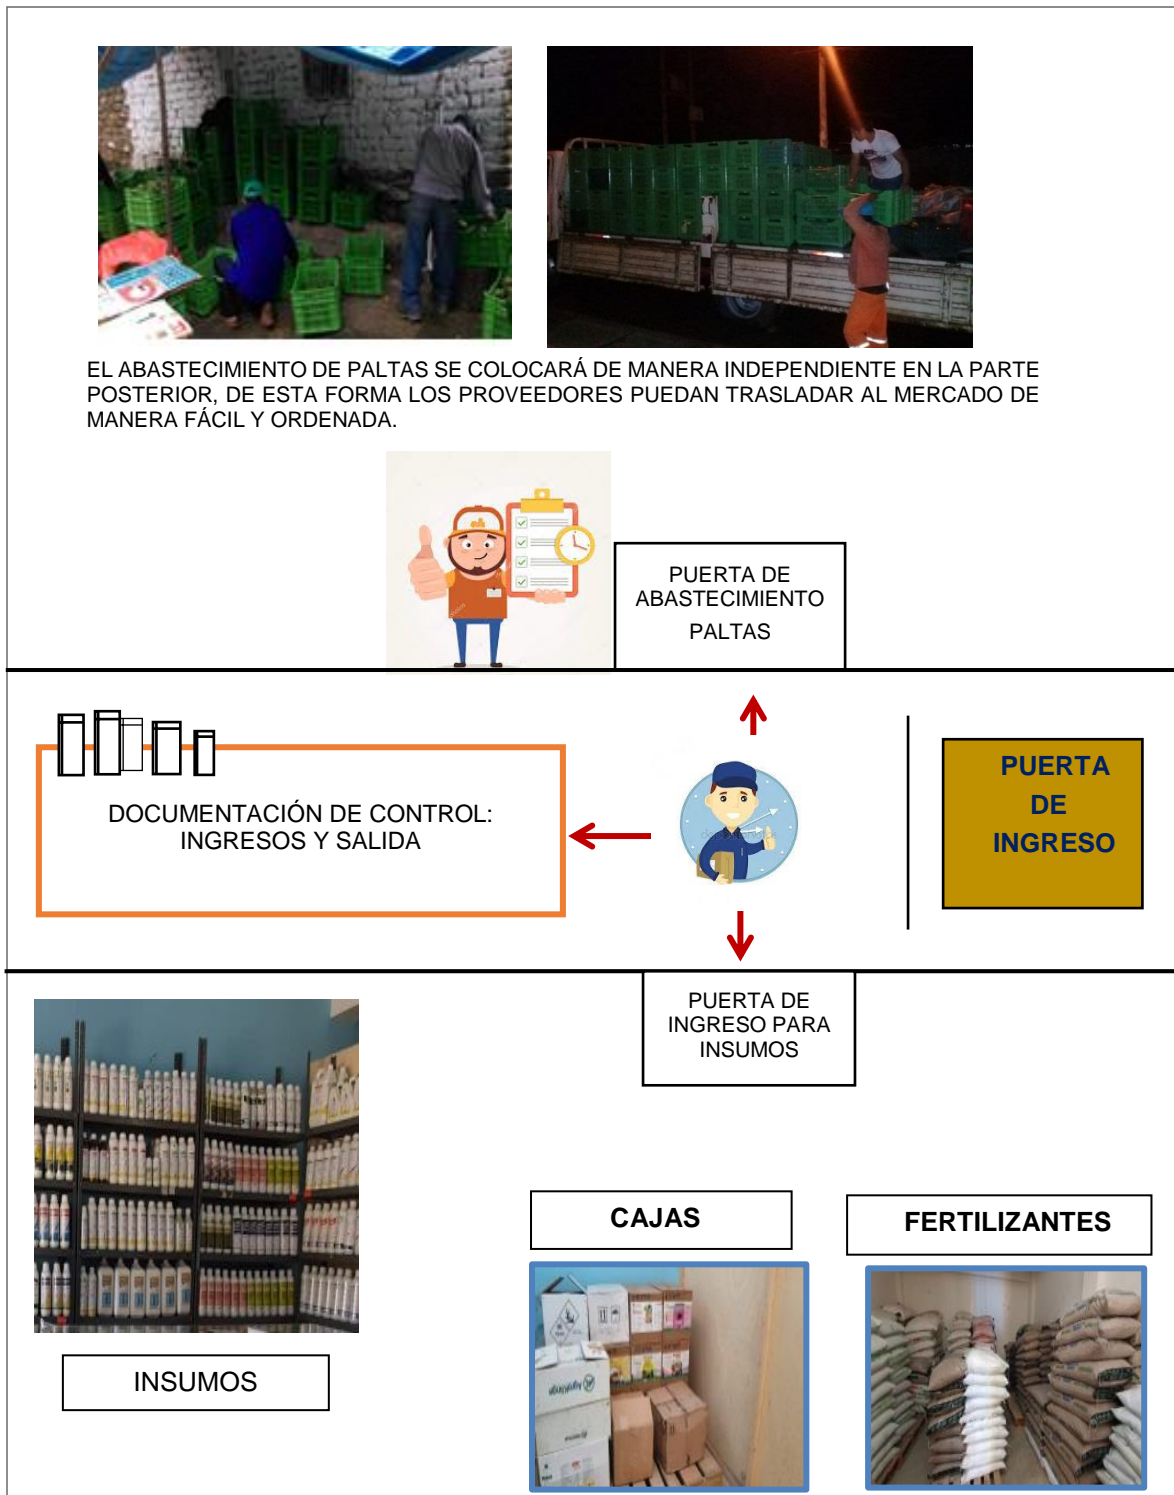 EL ABASTECIMIENTO DE PALTAS SE COLOCARÁ DE MANERA INDEPENDIENTE EN LA PARTE
POSTERIOR, DE ESTA FORMA LOS PROVEEDORES PUEDAN TRASLADAR AL MERCADO DE
MANERA FÁCIL Y ORDENADA.
PUERTA DE
ABASTECIMIENTO
PALTAS
DOCUMENTACIÓN DE CONTROL:
INGRESOS Y SALIDA
PUERTA
DE
INGRESO
PUERTA DE
INGRESO PARA
INSUMOS
CAJAS
FERTILIZANTES
INSUMOS